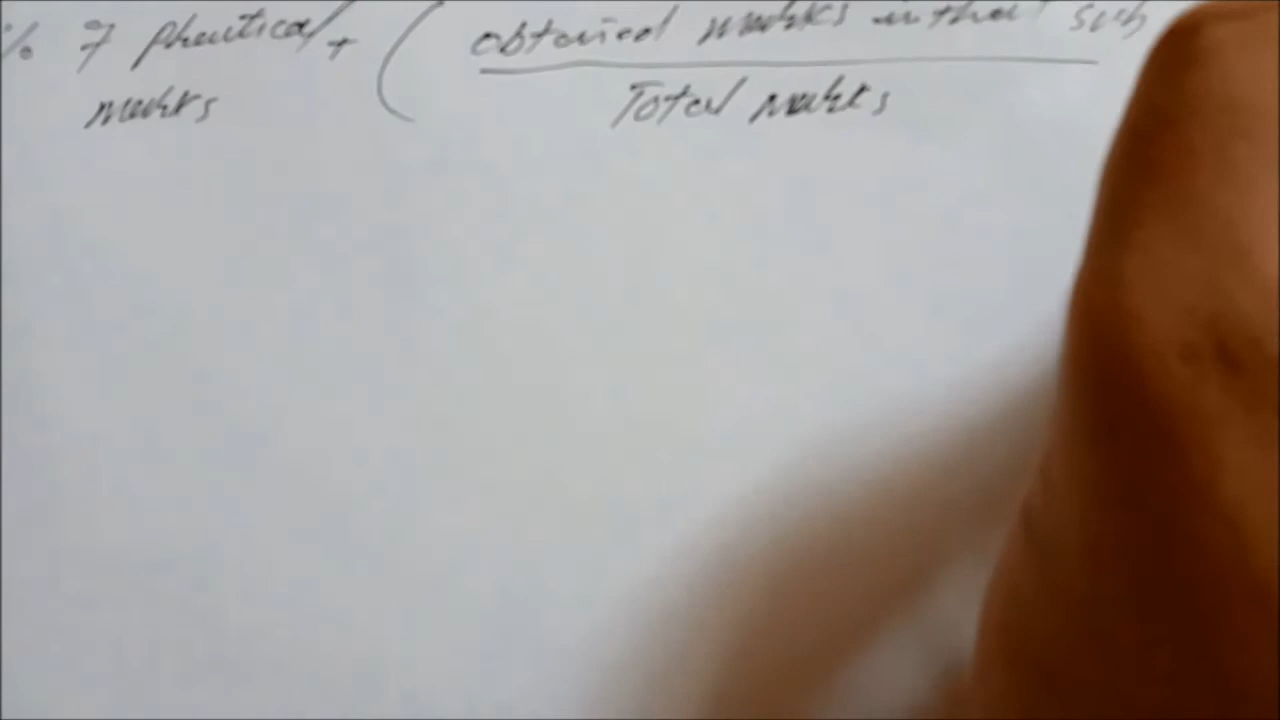 % of practical + ( obtained marks in that sub
marks Total marks